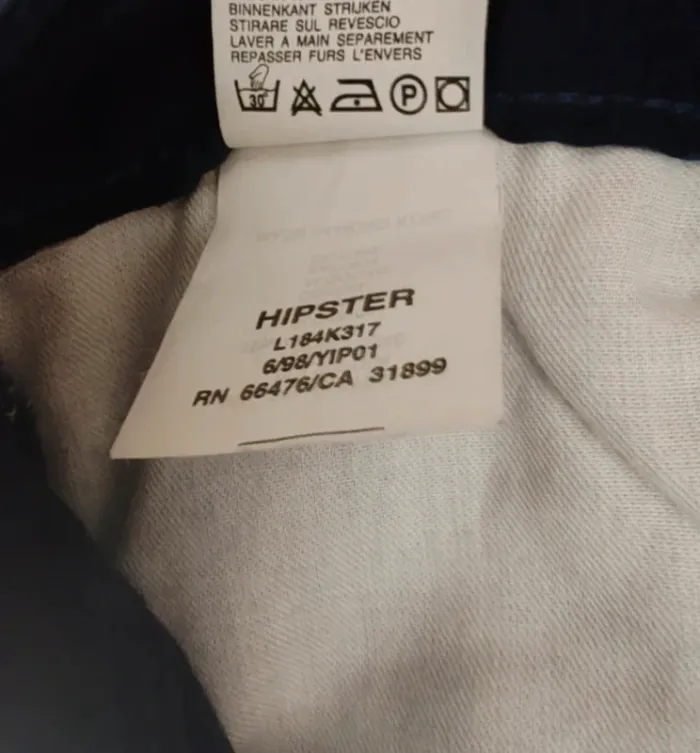 BINNENKANT STRIJKEN
STIRARE SUL REVESCIO
LAVER A MAIN SEPAREMENT
REPASSER FURS L'ENVERS
30°
P
HIPSTER
L184K317
6/98/YIP01
RN 66476/CA 31899